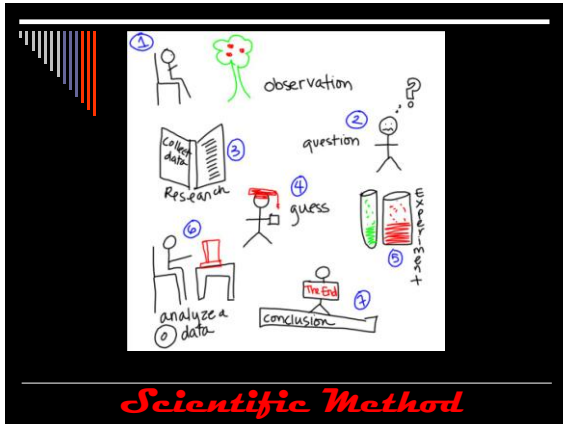 1
observation
?
2
question
collect
data
3
Research
4
guess
Experiment
5
6
analyze a
data
The End
7
conclusion
Scientific Method